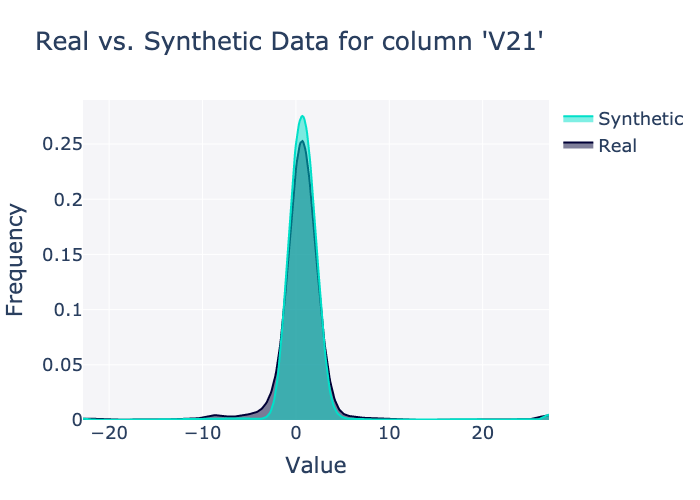 Real vs. Synthetic Data for column 'V21'
Synthetic
Real
0.25
0.2
0.15
0.1
0.05
0
Frequency
−20
−10
0
10
20
Value